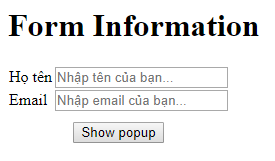 Form Information
Họ tên Nhập tên của bạn...
Email Nhập email của bạn...
Show popup